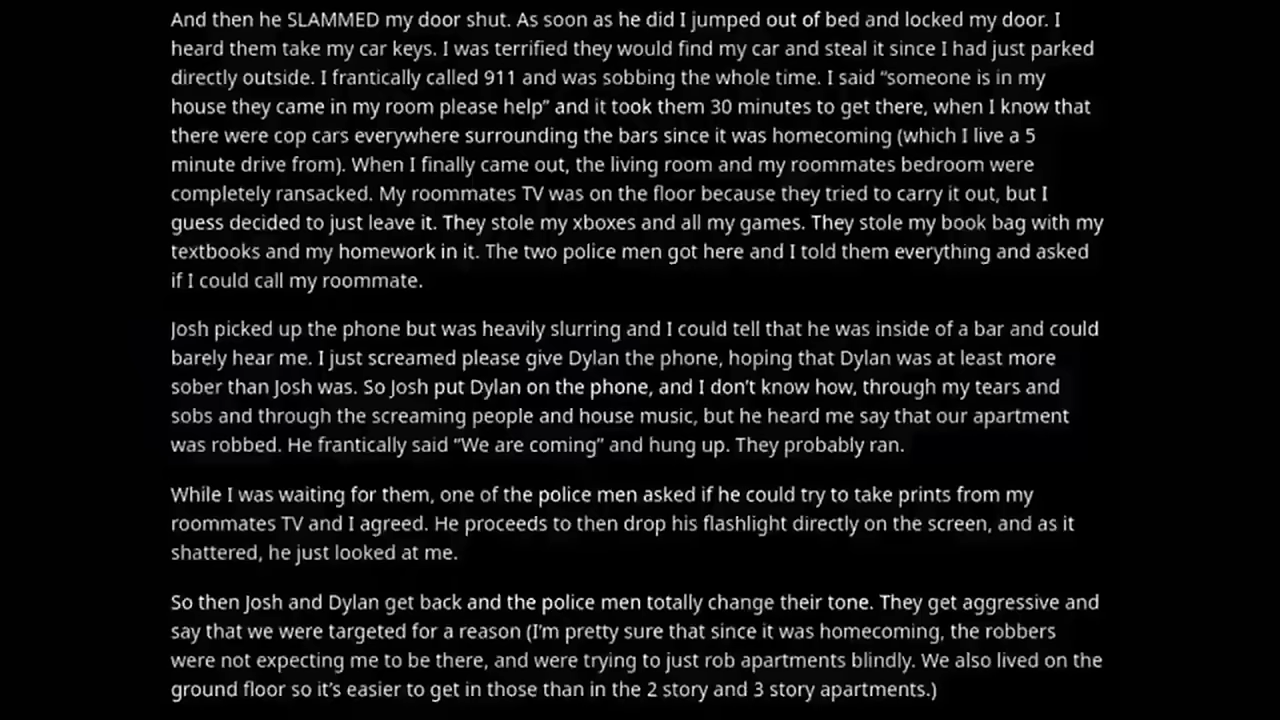 And then he SLAMMED my door shut. As soon as he did I jumped out of bed and locked my door. I
heard them take my car keys. I was terrified they would find my car and steal it since I had just parked
directly outside. I frantically called 911 and was sobbing the whole time. I said “someone is in my
house they came in my room please help” and it took them 30 minutes to get there, when I know that
there were cop cars everywhere surrounding the bars since it was homecoming (which I live a 5
minute drive from). When I finally came out, the living room and my roommates bedroom were
completely ransacked. My roommates TV was on the floor because they tried to carry it out, but I
guess decided to just leave it. They stole my xboxes and all my games. They stole my book bag with my
textbooks and my homework in it. The two police men got here and I told them everything and asked
if I could call my roommate.
Josh picked up the phone but was heavily slurring and I could tell that he was inside of a bar and could
barely hear me. I just screamed please give Dylan the phone, hoping that Dylan was at least more
sober than Josh was. So Josh put Dylan on the phone, and I don’t know how, through my tears and
sobs and through the screaming people and house music, but he heard me say that our apartment
was robbed. He frantically said “We are coming” and hung up. They probably ran.
While I was waiting for them, one of the police men asked if he could try to take prints from my
roommates TV and I agreed. He proceeds to then drop his flashlight directly on the screen, and as it
shattered, he just looked at me.
So then Josh and Dylan get back and the police men totally change their tone. They get aggressive and
say that we were targeted for a reason (I’m pretty sure that since it was homecoming, the robbers
were not expecting me to be there, and were trying to just rob apartments blindly. We also lived on the
ground floor so it’s easier to get in those than in the 2 story and 3 story apartments.)